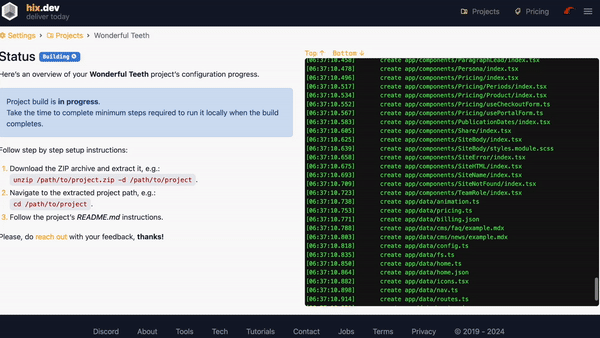 hix.dev
deliver today
Projects
Pricing
Settings > Projects > Wonderful Teeth
Status Building
Here's an overview of your Wonderful Teeth project's configuration progress.
Project build is in progress.
Take the time to complete minimum steps required to run it locally when the build
completes.
Follow step by step setup instructions:
1. Download the ZIP archive and extract it, e.g.:
unzip /path/to/project.zip -d /path/to/project .
2. Navigate to the extracted project path, e.g.:
cd /path/to/project .
3. Follow the project's README.md instructions.
Please, do reach out with your feedback, thanks!
Top ↑ Bottom ↓
[06:37:10.458] create app/components/ParagraphLead/index.tsx
[06:37:10.478] create app/components/Persona/index.tsx
[06:37:10.496] create app/components/Pricing/index.tsx
[06:37:10.517] create app/components/Pricing/Periods/index.tsx
[06:37:10.534] create app/components/Pricing/Product/index.tsx
[06:37:10.552] create app/components/Pricing/useCheckoutForm.ts
[06:37:10.567] create app/components/Pricing/usePortalForm.ts
[06:37:10.583] create app/components/PublicationDates/index.tsx
[06:37:10.605] create app/components/Share/index.tsx
[06:37:10.625] create app/components/SiteBody/index.tsx
[06:37:10.639] create app/components/SiteBody/styles.module.scss
[06:37:10.658] create app/components/SiteError/index.tsx
[06:37:10.675] create app/components/SiteHTML/index.tsx
[06:37:10.693] create app/components/SiteName/index.tsx
[06:37:10.709] create app/components/SiteNotFound/index.tsx
[06:37:10.723] create app/components/TeamRole/index.tsx
[06:37:10.738] create app/data/animation.ts
[06:37:10.753] create app/data/pricing.ts
[06:37:10.771] create app/data/billing.json
[06:37:10.788] create app/data/cms/faq/example.mdx
[06:37:10.803] create app/data/cms/news/example.mdx
[06:37:10.818] create app/data/config.ts
[06:37:10.835] create app/data/fs.ts
[06:37:10.850] create app/data/home.ts
[06:37:10.864] create app/data/home.json
[06:37:10.882] create app/data/icons.tsx
[06:37:10.898] create app/data/nav.ts
[06:37:10.914] create app/data/routes.ts
Discord About Tools Tech Tutorials Contact Jobs Terms Privacy © 2019 - 2024